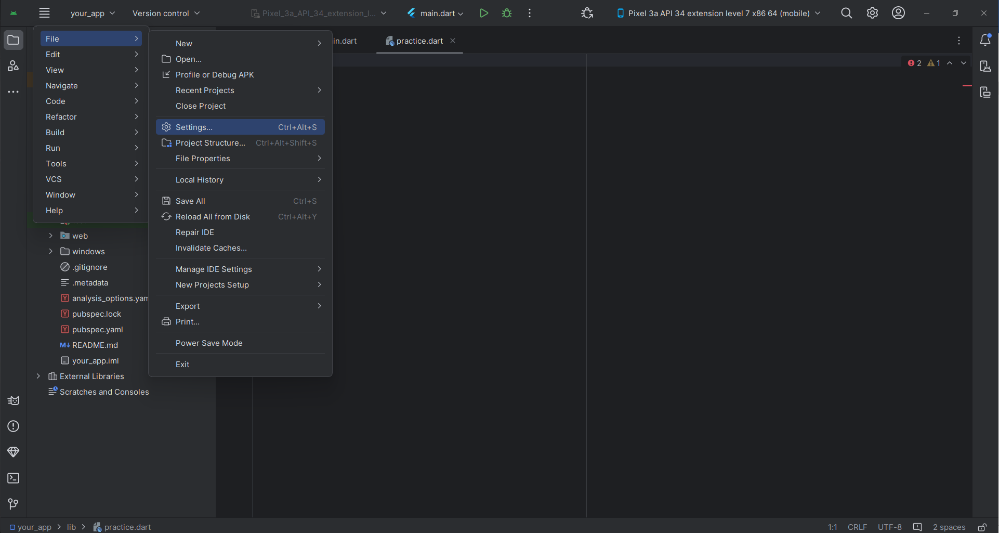 your_app
Version control
Pixel_3a_API_34_extension_l...
main.dart
Pixel 3a API 34 extension level 7 x86 64 (mobile)
File
Edit
View
Navigate
Code
Refactor
Build
Run
Tools
VCS
Window
Help
New
Open...
Profile or Debug APK
Recent Projects
Close Project
Settings... Ctrl+Alt+S
Project Structure... Ctrl+Alt+Shift+S
File Properties
Local History
Save All Ctrl+S
Reload All from Disk Ctrl+Alt+Y
Repair IDE
Invalidate Caches...
Manage IDE Settings
New Projects Setup
Export
Print...
Power Save Mode
Exit
in.dart
practice.dart
2 1
web
windows
.gitignore
.metadata
analysis_options.yam
pubspec.lock
pubspec.yaml
README.md
your_app.iml
External Libraries
Scratches and Consoles
your_app > lib > practice.dart
1:1 CRLF UTF-8 2 spaces